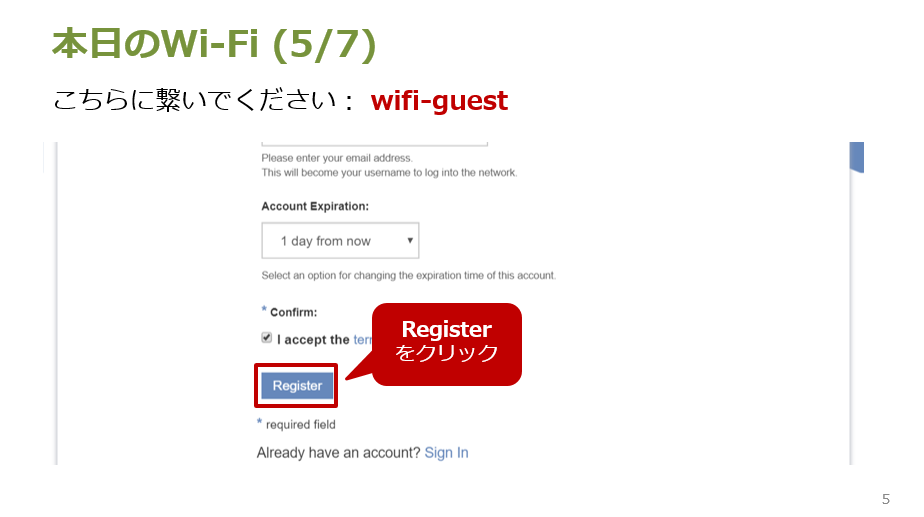 本日のWi-Fi (5/7)
こちらに繋いでください： wifi-guest
Please enter your email address.
This will become your username to log into the network.
Account Expiration:
1 day from now
Select an option for changing the expiration time of this account.
* Confirm:
I accept the
Register
をクリック
Register
* required field
Already have an account? Sign In
5